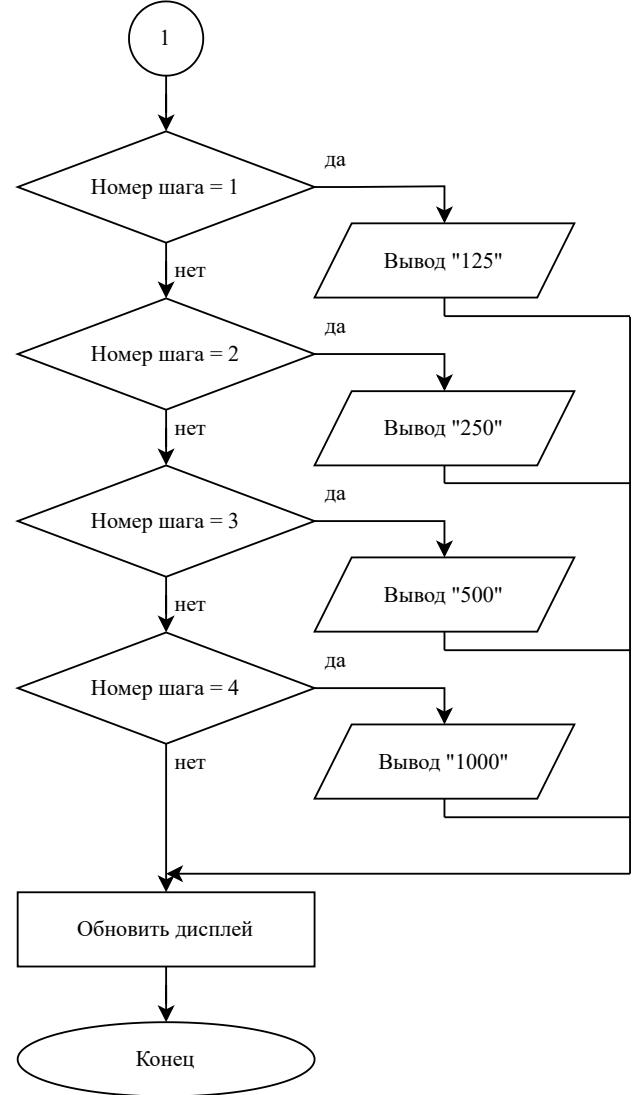 1
да
Номер шага = 1
Вывод "125"
нет
да
Номер шага = 2
Вывод "250"
нет
да
Номер шага = 3
Вывод "500"
нет
да
Номер шага = 4
Вывод "1000"
нет
Обновить дисплей
Конец